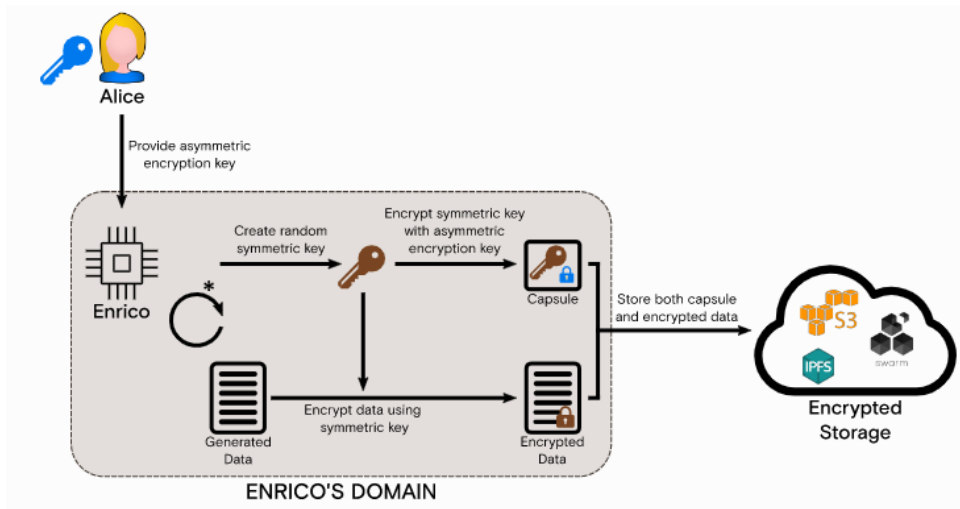 Alice
Provide asymmetric
encryption key
Create random
symmetric key
Encrypt symmetric key
with asymmetric
encryption key
Enrico
*
Capsule
Store both capsule
and encrypted data
S3
swarm
IPFS
Encrypt data using
symmetric key
Generated
Data
Encrypted
Data
Encrypted
Storage
ENRICO'S DOMAIN